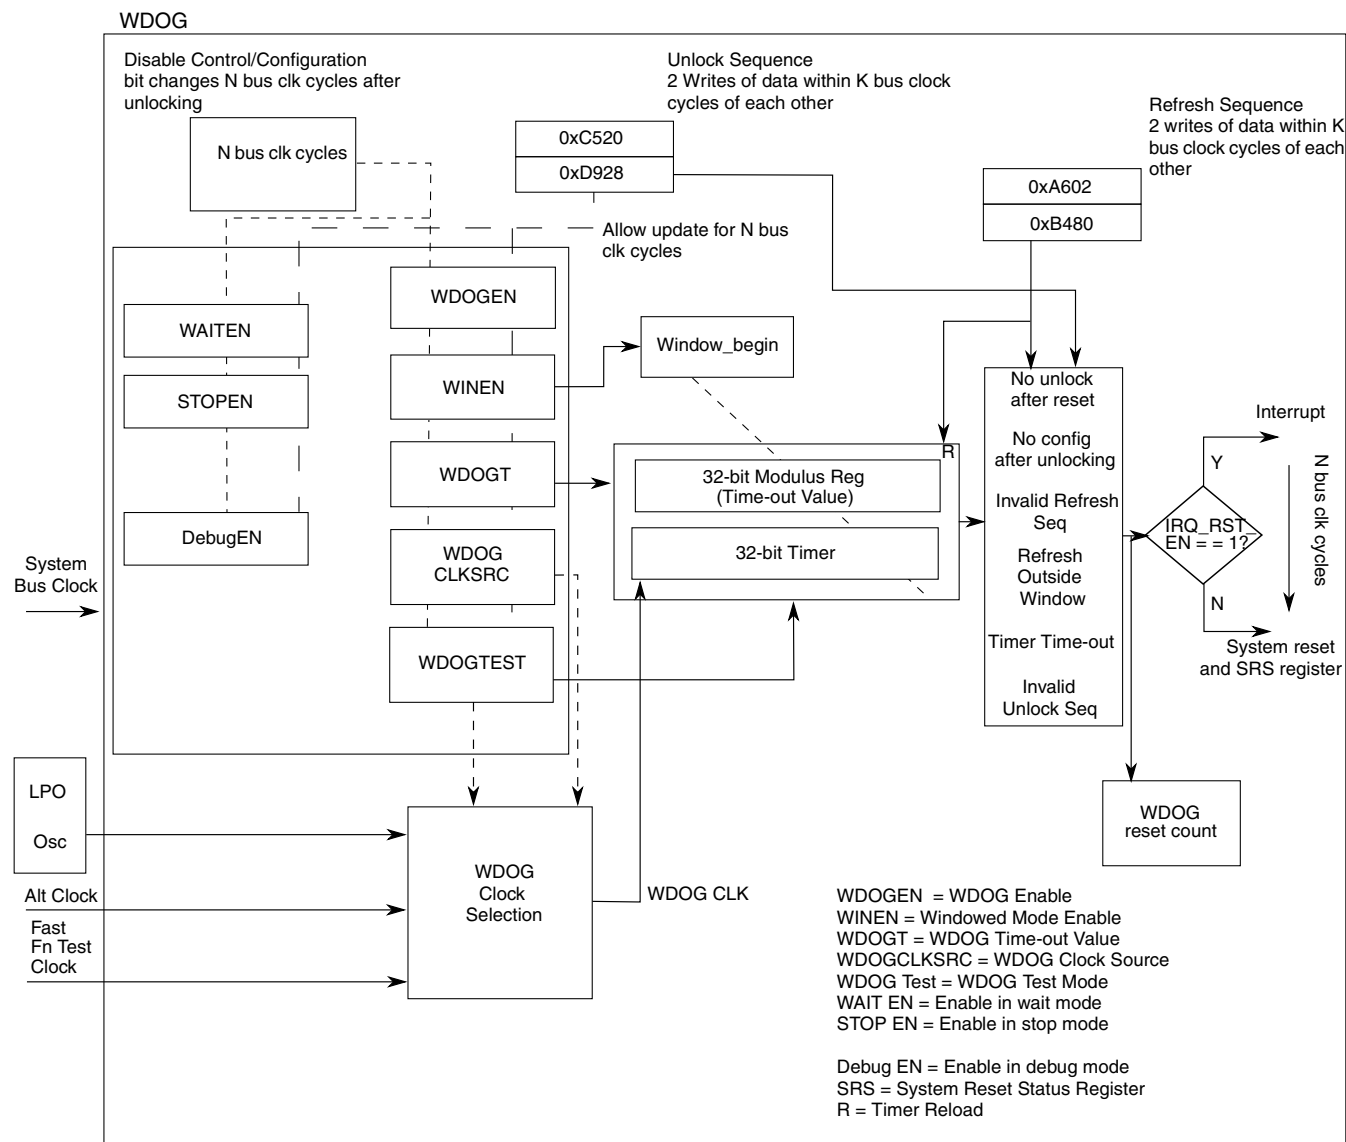 WDOG
Disable Control/Configuration
bit changes N bus clk cycles after
unlocking
N bus clk cycles
Unlock Sequence
2 Writes of data within K bus clock
cycles of each other
0xC520
0xD928
Refresh Sequence
2 writes of data within K
bus clock cycles of each
other
0xA602
0xB480
Allow update for N bus
clk cycles
WDOGEN
WAITEN
WINEN
STOPEN
WDOGT
DebugEN
WDOG
CLKSRC
WDOGTEST
Window_begin
R
32-bit Modulus Reg
(Time-out Value)
32-bit Timer
No unlock
after reset
No config
after unlocking
Invalid Refresh
Seq
Refresh
Outside
Window
Timer Time-out
Invalid
Unlock Seq
Interrupt
Y
IRQ_RST_
EN = = 1?
N
N bus clk cycles
System reset
and SRS register
WDOG
reset count
System
Bus Clock
LPO
Osc
Alt Clock
Fast
Fn Test
Clock
WDOG
Clock
Selection
WDOG CLK
WDOGEN = WDOG Enable
WINEN = Windowed Mode Enable
WDOGT = WDOG Time-out Value
WDOGCLKSRC = WDOG Clock Source
WDOG Test = WDOG Test Mode
WAIT EN = Enable in wait mode
STOP EN = Enable in stop mode
Debug EN = Enable in debug mode
SRS = System Reset Status Register
R = Timer Reload